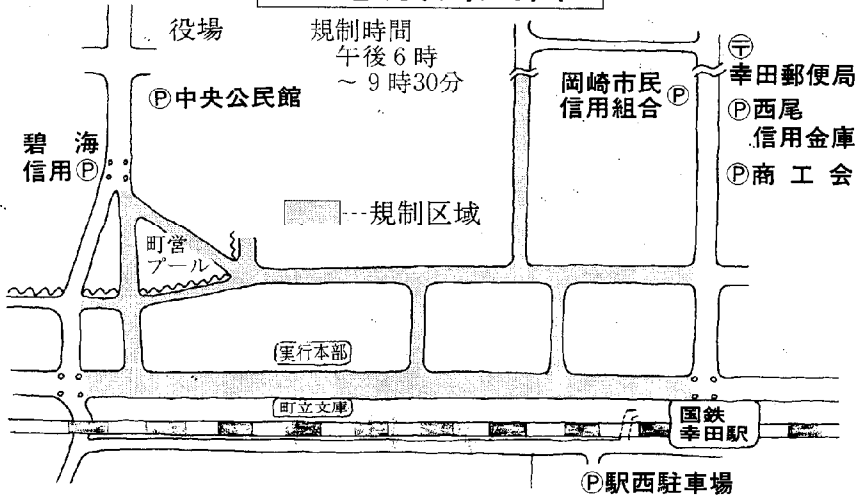 役場
規制時間
午後6時
～9時30分
Ⓟ中央公民館
碧海
信用Ⓟ
岡崎市民
信用組合Ⓟ
〒
幸田郵便局
Ⓟ西尾
信用金庫
Ⓟ商工会
---規制区域
町営
プール
実行本部
町立文庫
国鉄
幸田駅
Ⓟ駅西駐車場